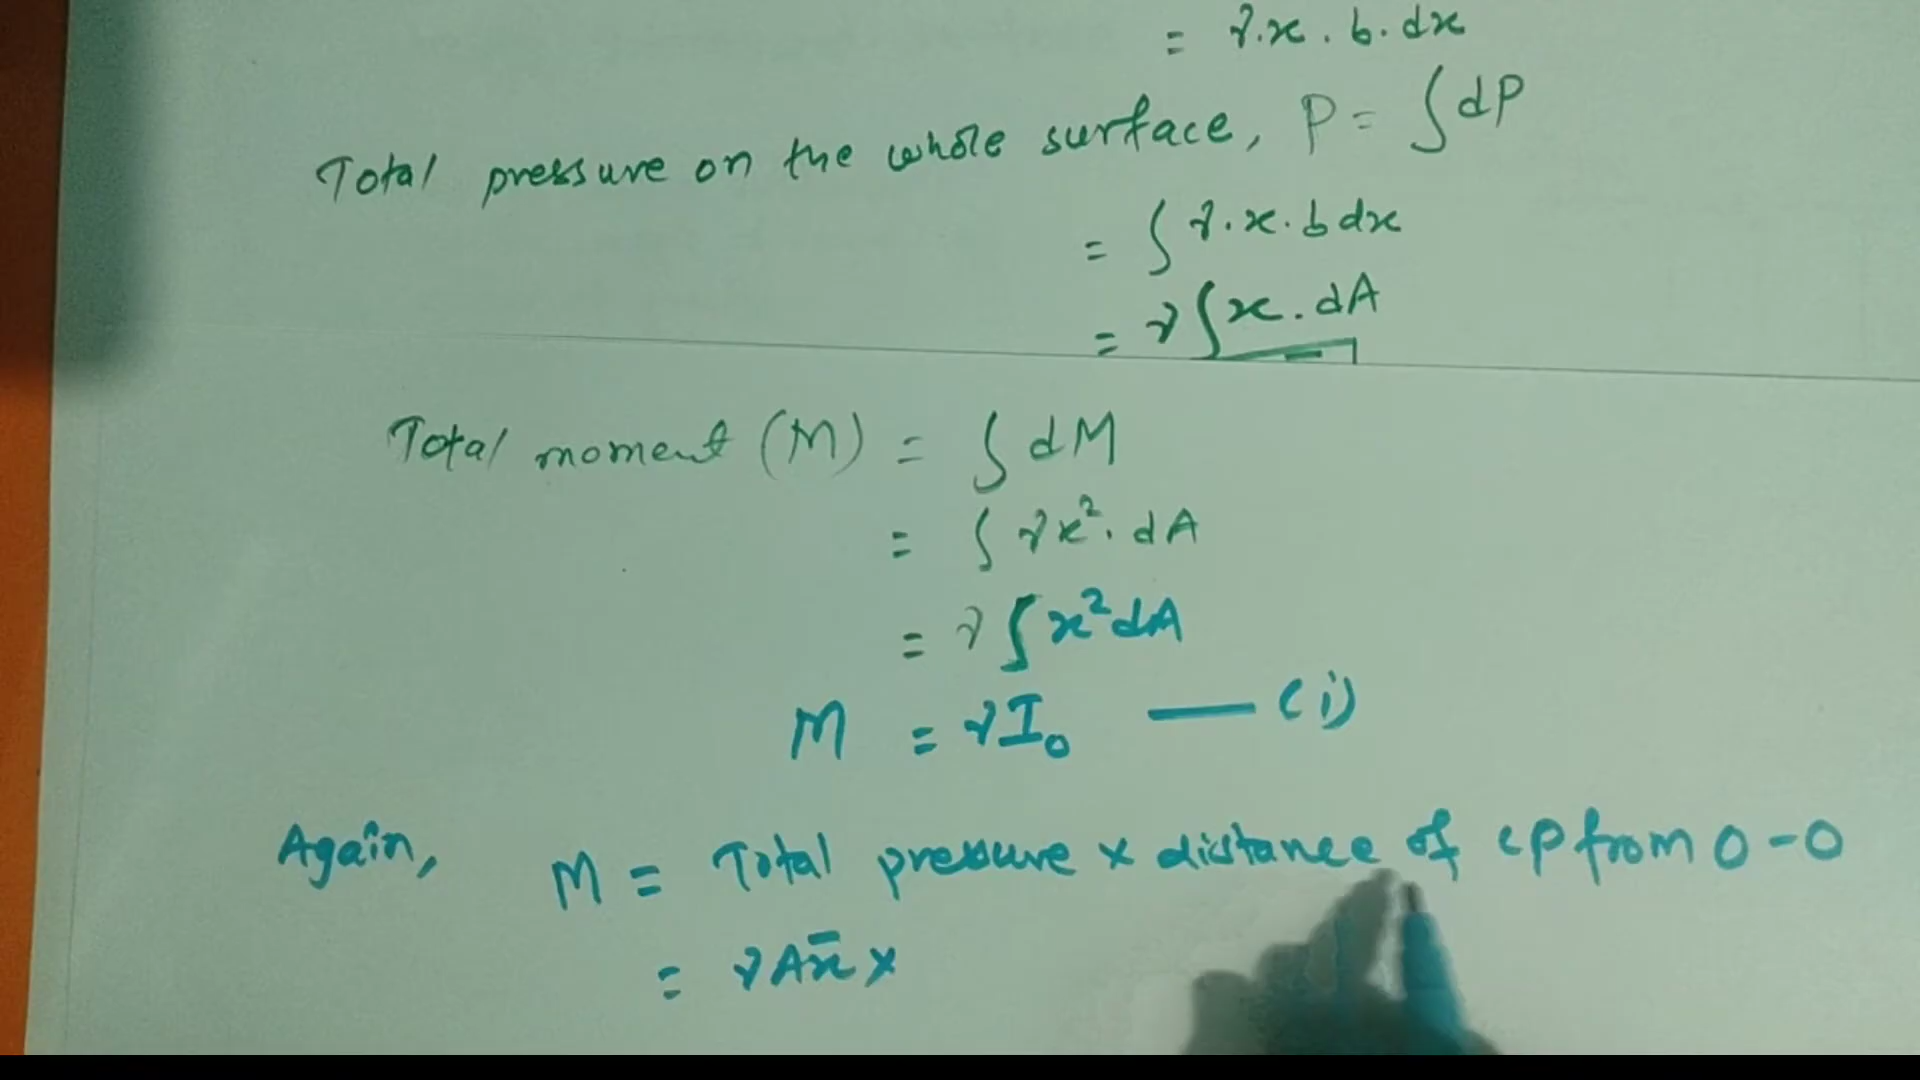 = γ.x . b. dx
Total pressure on the whole surface, P = ∫dP
= ∫γ.x. b dx
= γ∫x. dA
Total moment (M) = ∫dM
= ∫γx². dA
= γ∫x²dA
M = γI₀ —— (i)
Again, M = Total pressure × distance of cp from 0-0
= γAx̄ ×